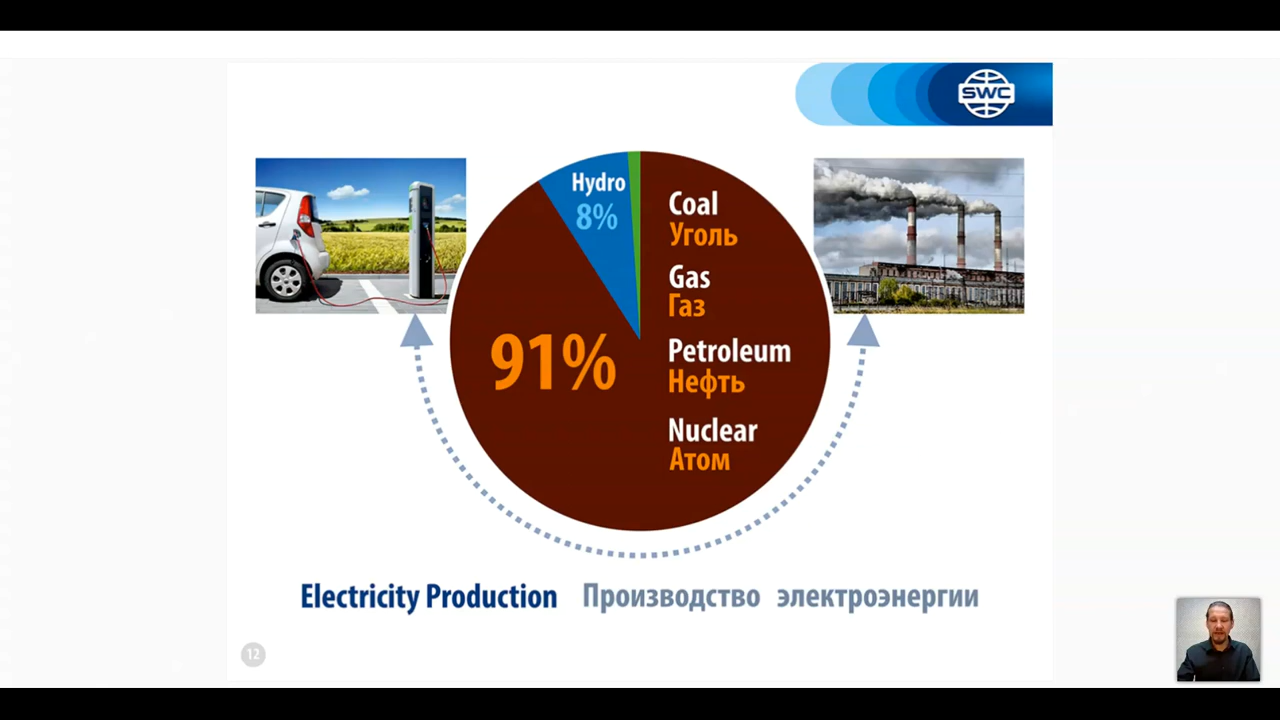 SWC
Hydro
8%
91%
Coal
Уголь
Gas
Газ
Petroleum
Нефть
Nuclear
Атом
Electricity Production Производство электроэнергии
12